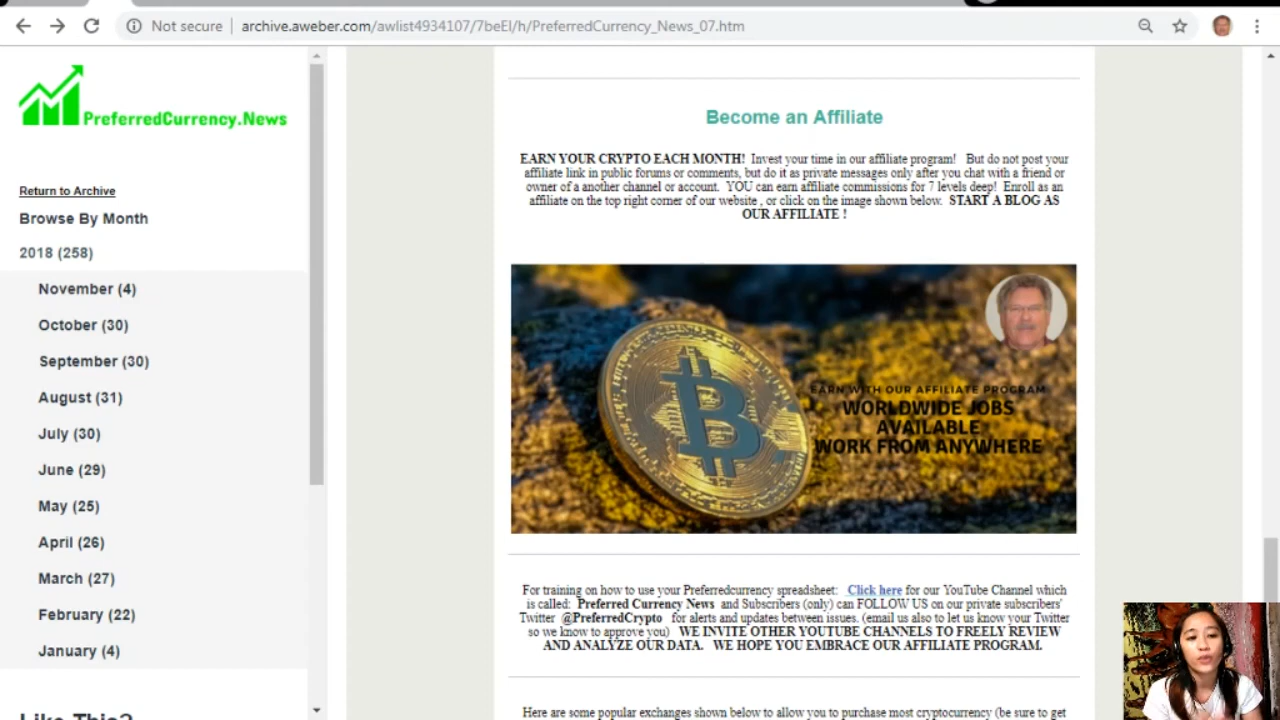 Not secure
archive.aweber.com/awlist4934107/7beEl/h/PreferredCurrency_News_07.htm
PreferredCurrency.News
Return to Archive
Browse By Month
2018 (258)
November (4)
October (30)
September (30)
August (31)
July (30)
June (29)
May (25)
April (26)
March (27)
February (22)
January (4)
Like This?
Become an Affiliate
EARN YOUR CRYPTO EACH MONTH! Invest your time in our affiliate program! But do not post your
affiliate link in public forums or comments, but do it as private messages only after you chat with a friend or
owner of a another channel or account. YOU can earn affiliate commissions for 7 levels deep! Enroll as an
affiliate on the top right corner of our website , or click on the image shown below. START A BLOG AS
OUR AFFILIATE !
EARN WITH OUR AFFILIATE PROGRAM
WORLDWIDE JOBS
AVAILABLE
WORK FROM ANYWHERE
For training on how to use your Preferredcurrency spreadsheet: Click here for our YouTube Channel which
is called: Preferred Currency News and Subscribers (only) can FOLLOW US on our private subscribers'
Twitter @PreferredCrypto for alerts and updates between issues. (email us also to let us know your Twitter
so we know to approve you) WE INVITE OTHER YOUTUBE CHANNELS TO FREELY REVIEW
AND ANALYZE OUR DATA. WE HOPE YOU EMBRACE OUR AFFILIATE PROGRAM.
Here are some popular exchanges shown below to allow you to purchase most cryptocurrency (be sure to get